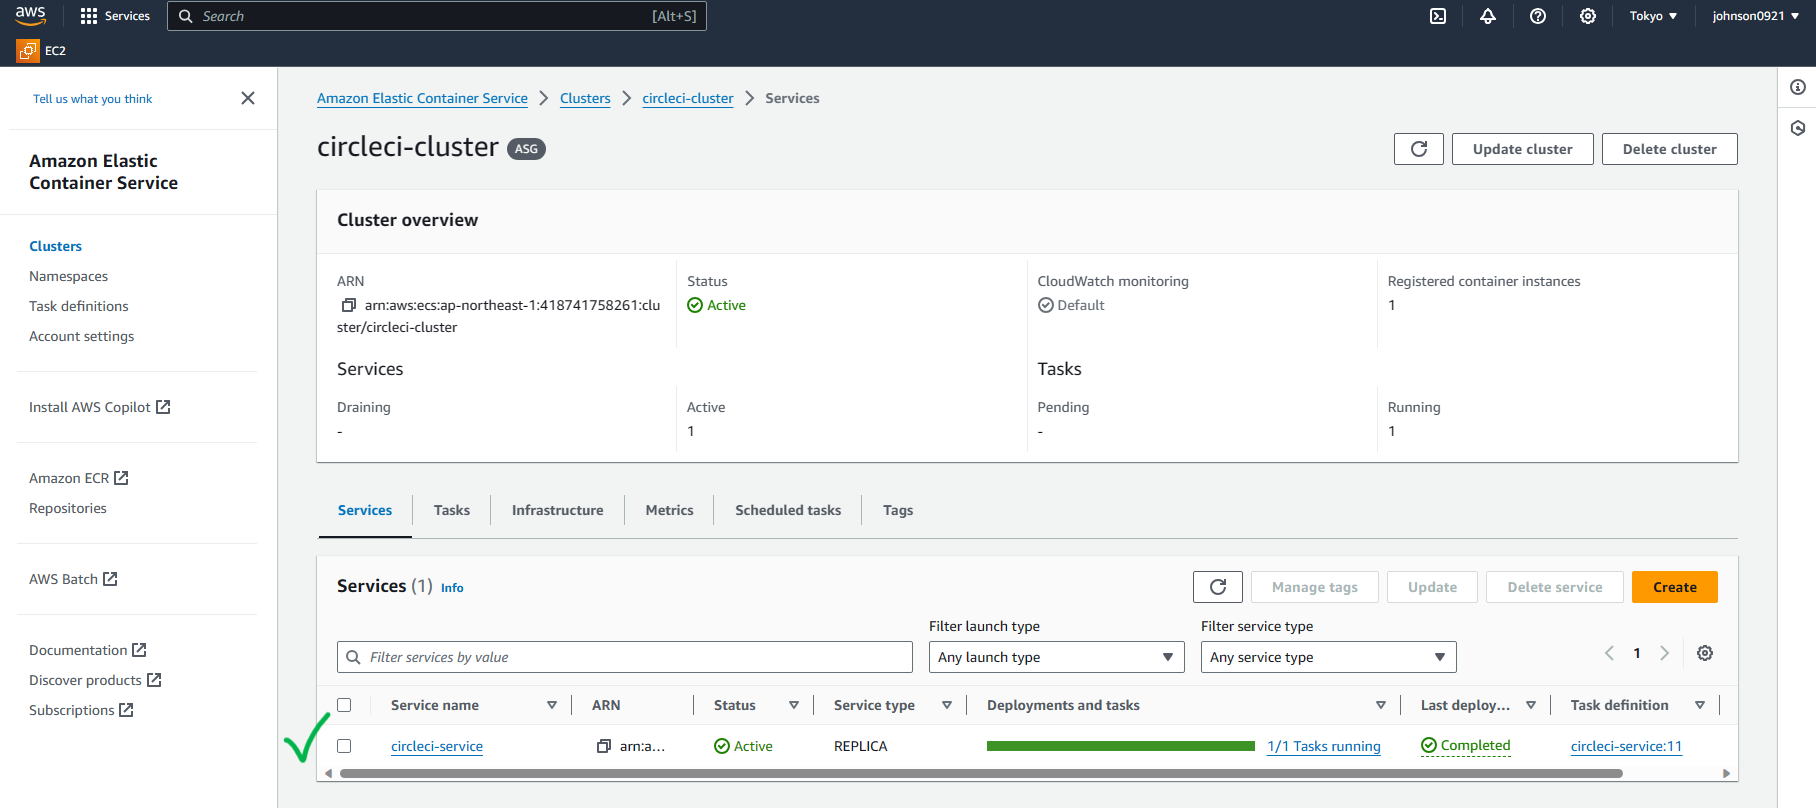 aws
Services
Search
[Alt+S]
Tokyo
johnson0921
EC2
Tell us what you think
Amazon Elastic
Container Service
Clusters
Namespaces
Task definitions
Account settings
Install AWS Copilot
Amazon ECR
Repositories
AWS Batch
Documentation
Discover products
Subscriptions
Amazon Elastic Container Service
Clusters
circleci-cluster
Services
circleci-cluster
ASG
Update cluster
Delete cluster
Cluster overview
ARN
arn:aws:ecs:ap-northeast-1:418741758261:clu
ster/circleci-cluster
Status
Active
CloudWatch monitoring
Default
Registered container instances
1
Services
Tasks
Draining
-
Active
1
Pending
-
Running
1
Services
Tasks
Infrastructure
Metrics
Scheduled tasks
Tags
Services (1) Info
Manage tags
Update
Delete service
Create
Filter services by value
Filter launch type
Any launch type
Filter service type
Any service type
1
Service name
ARN
Status
Service type
Deployments and tasks
Last deploy...
Task definition
circleci-service
arn:a...
Active
REPLICA
1/1 Tasks running
Completed
circleci-service:11